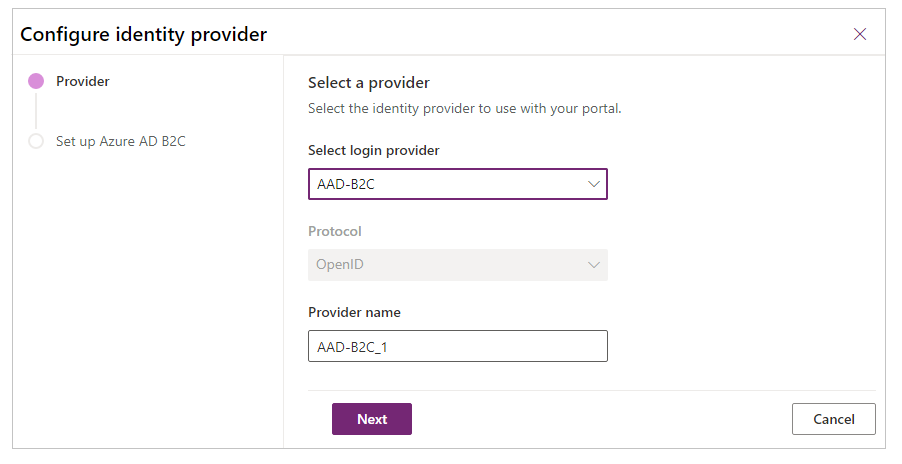 Configure identity provider
Provider
Set up Azure AD B2C
Select a provider
Select the identity provider to use with your portal.
Select login provider
AAD-B2C
Protocol
OpenID
Provider name
AAD-B2C_1
Next
Cancel